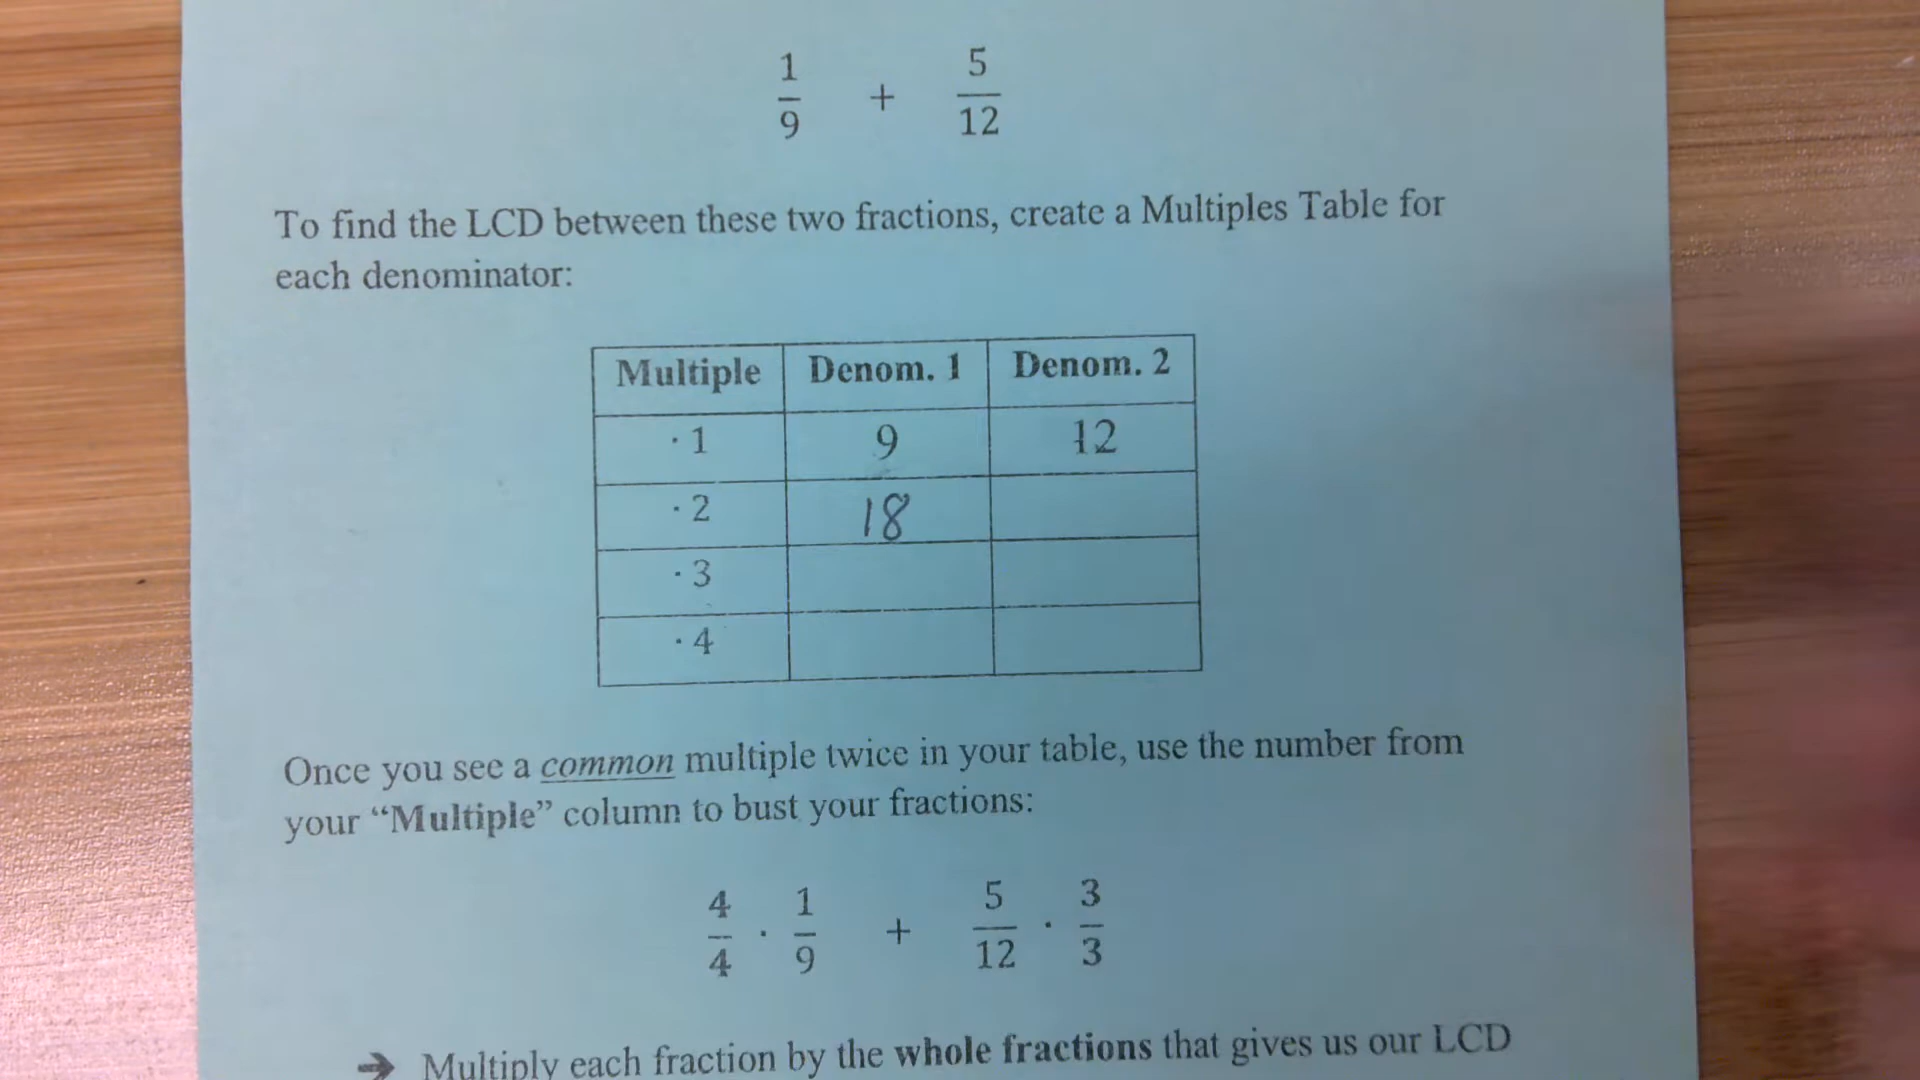 1/9 + 5/12
To find the LCD between these two fractions, create a Multiples Table for
each denominator:
Multiple Denom. 1 Denom. 2
· 1 9 12
· 2 18
· 3
· 4
Once you see a common multiple twice in your table, use the number from
your “Multiple” column to bust your fractions:
4/4 · 1/9 + 5/12 · 3/3
➔ Multiply each fraction by the whole fractions that gives us our LCD